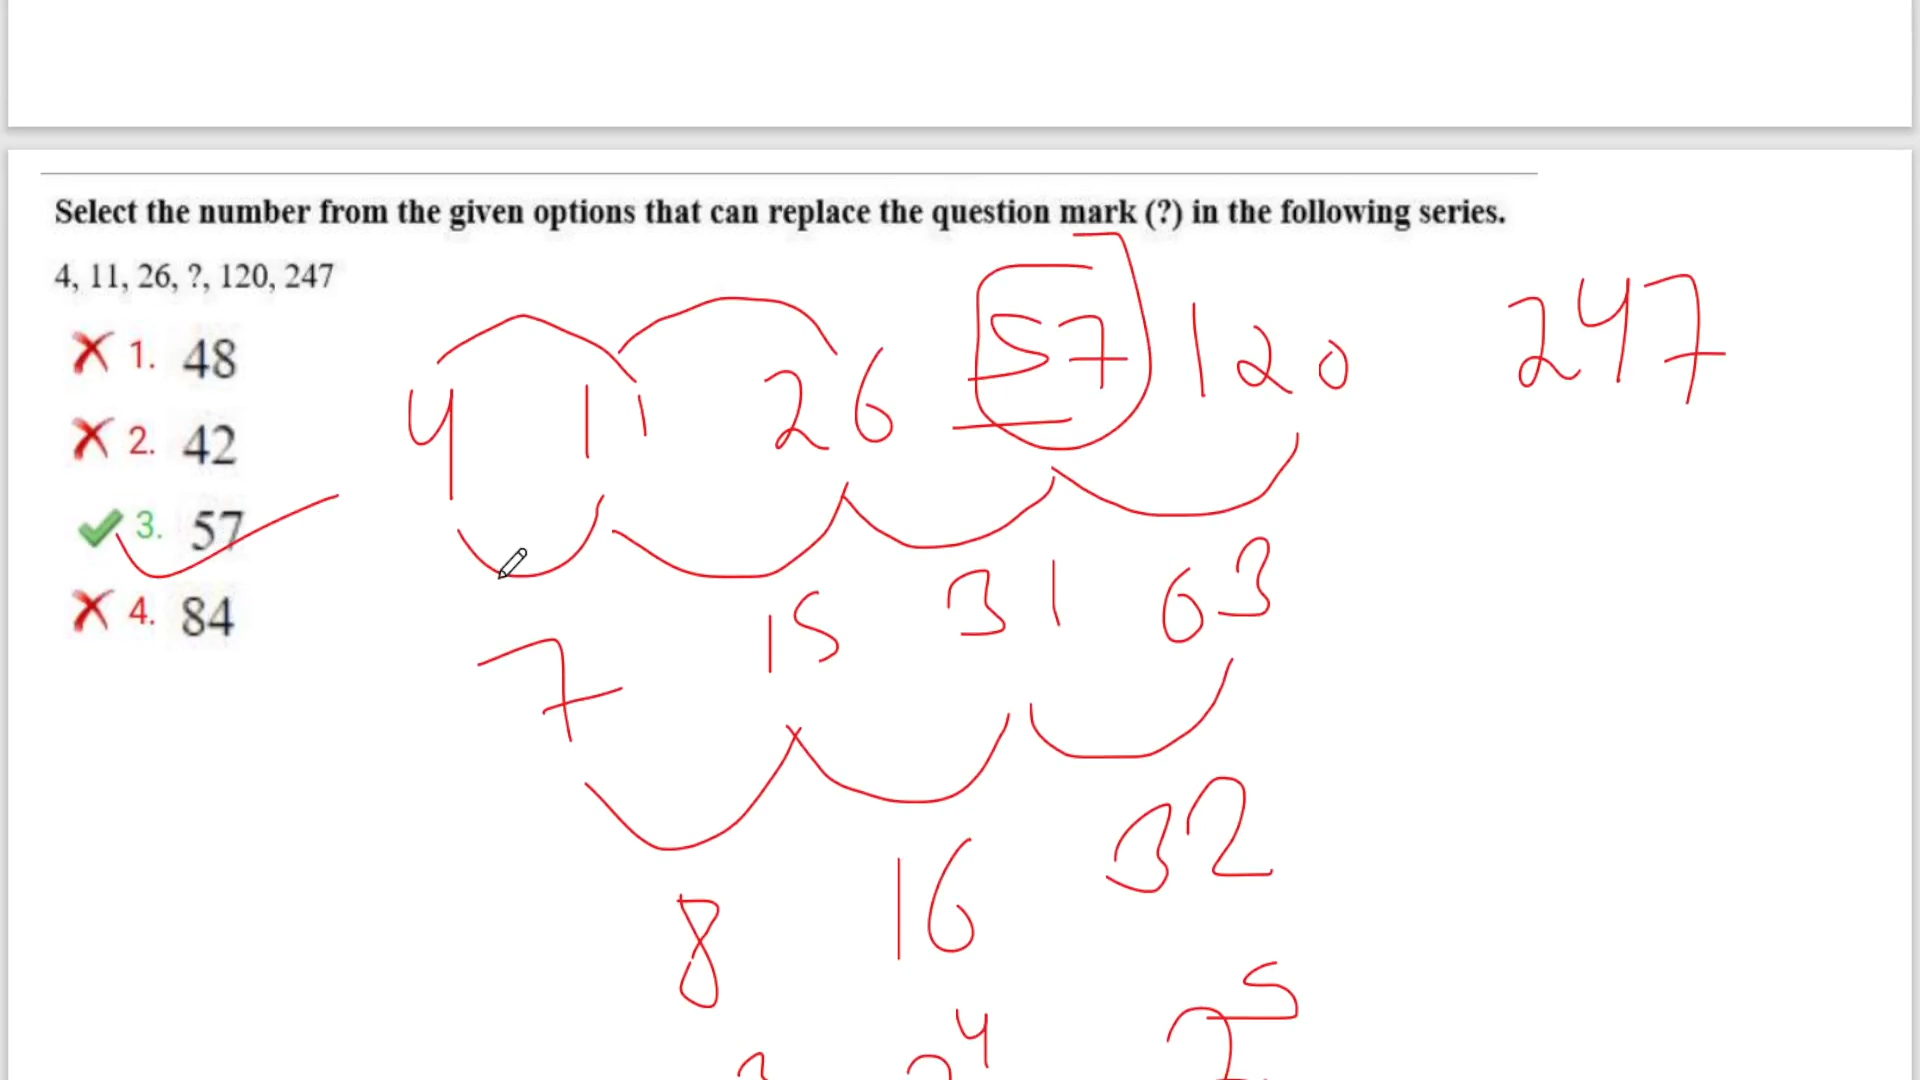 Select the number from the given options that can replace the question mark (?) in the following series.
4, 11, 26, ?, 120, 247
1. 48
2. 42
3. 57
4. 84
4 11 26 57 120 247
7 15 31 63
8 16 32
2⁴ 2⁵